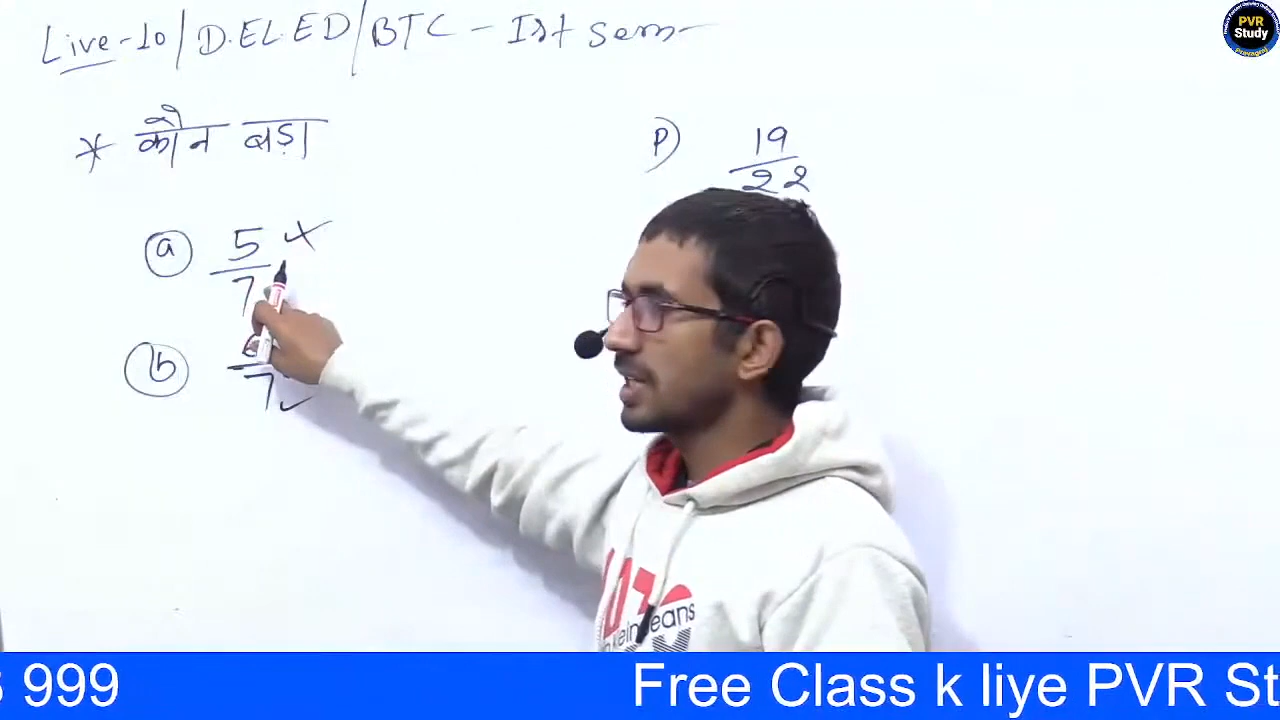 Live-10/D.EL.ED/BTC - Ist Sem
* कौन बड़ा
P) 19
22
a 5 ×
7
b
7 ✓
999
Free Class k liye PVR St
PVR
Study
Prayagraj